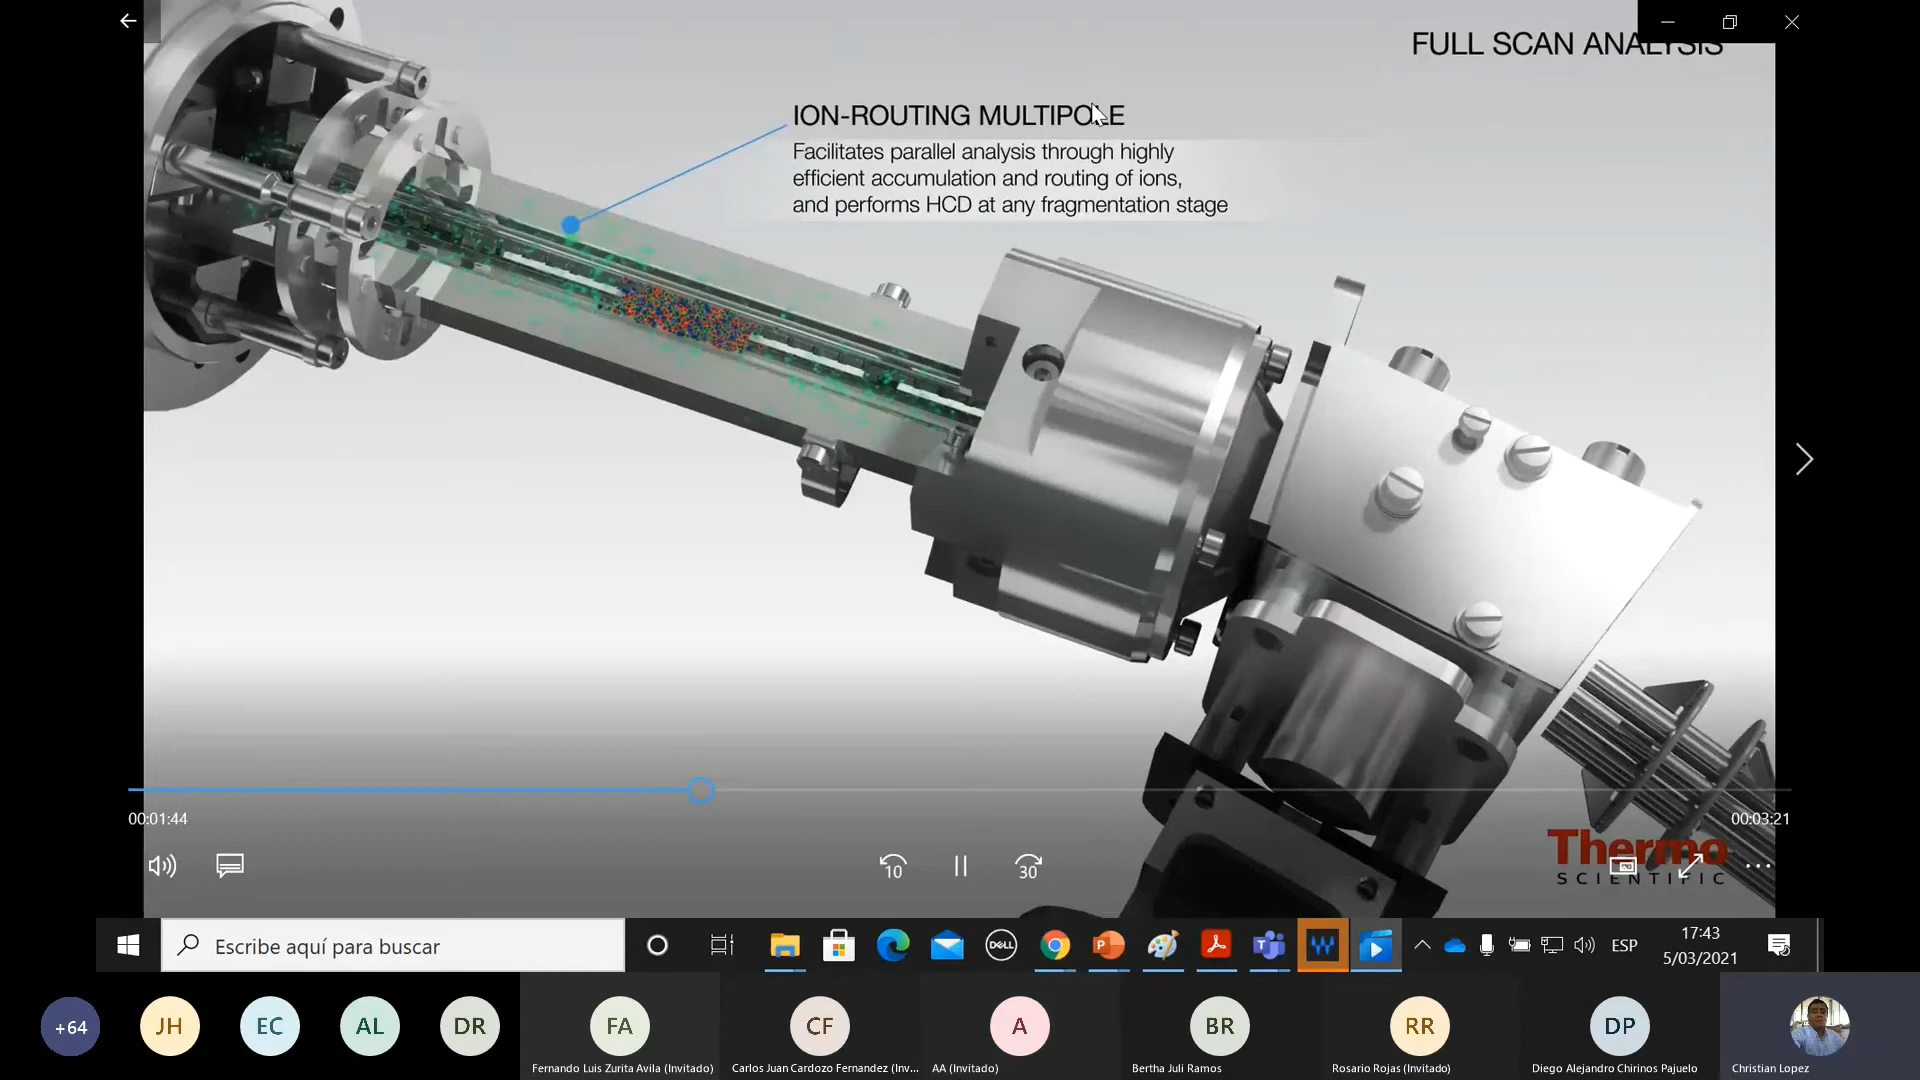 FULL SCAN ANALYSIS
ION-ROUTING MULTIPOLE
Facilitates parallel analysis through highly
efficient accumulation and routing of ions,
and performs HCD at any fragmentation stage
00:01:44
00:03:21
10
30
Thermo
SCIENTIFIC
Escribe aquí para buscar
DELL
ESP
17:43
5/03/2021
+64
JH
EC
AL
DR
FA
CF
A
BR
RR
DP
Fernando Luis Zurita Avila (Invitado)
Carlos Juan Cardozo Fernandez (Inv...
AA (Invitado)
Bertha Juli Ramos
Rosario Rojas (Invitado)
Diego Alejandro Chirinos Pajuelo
Christian Lopez